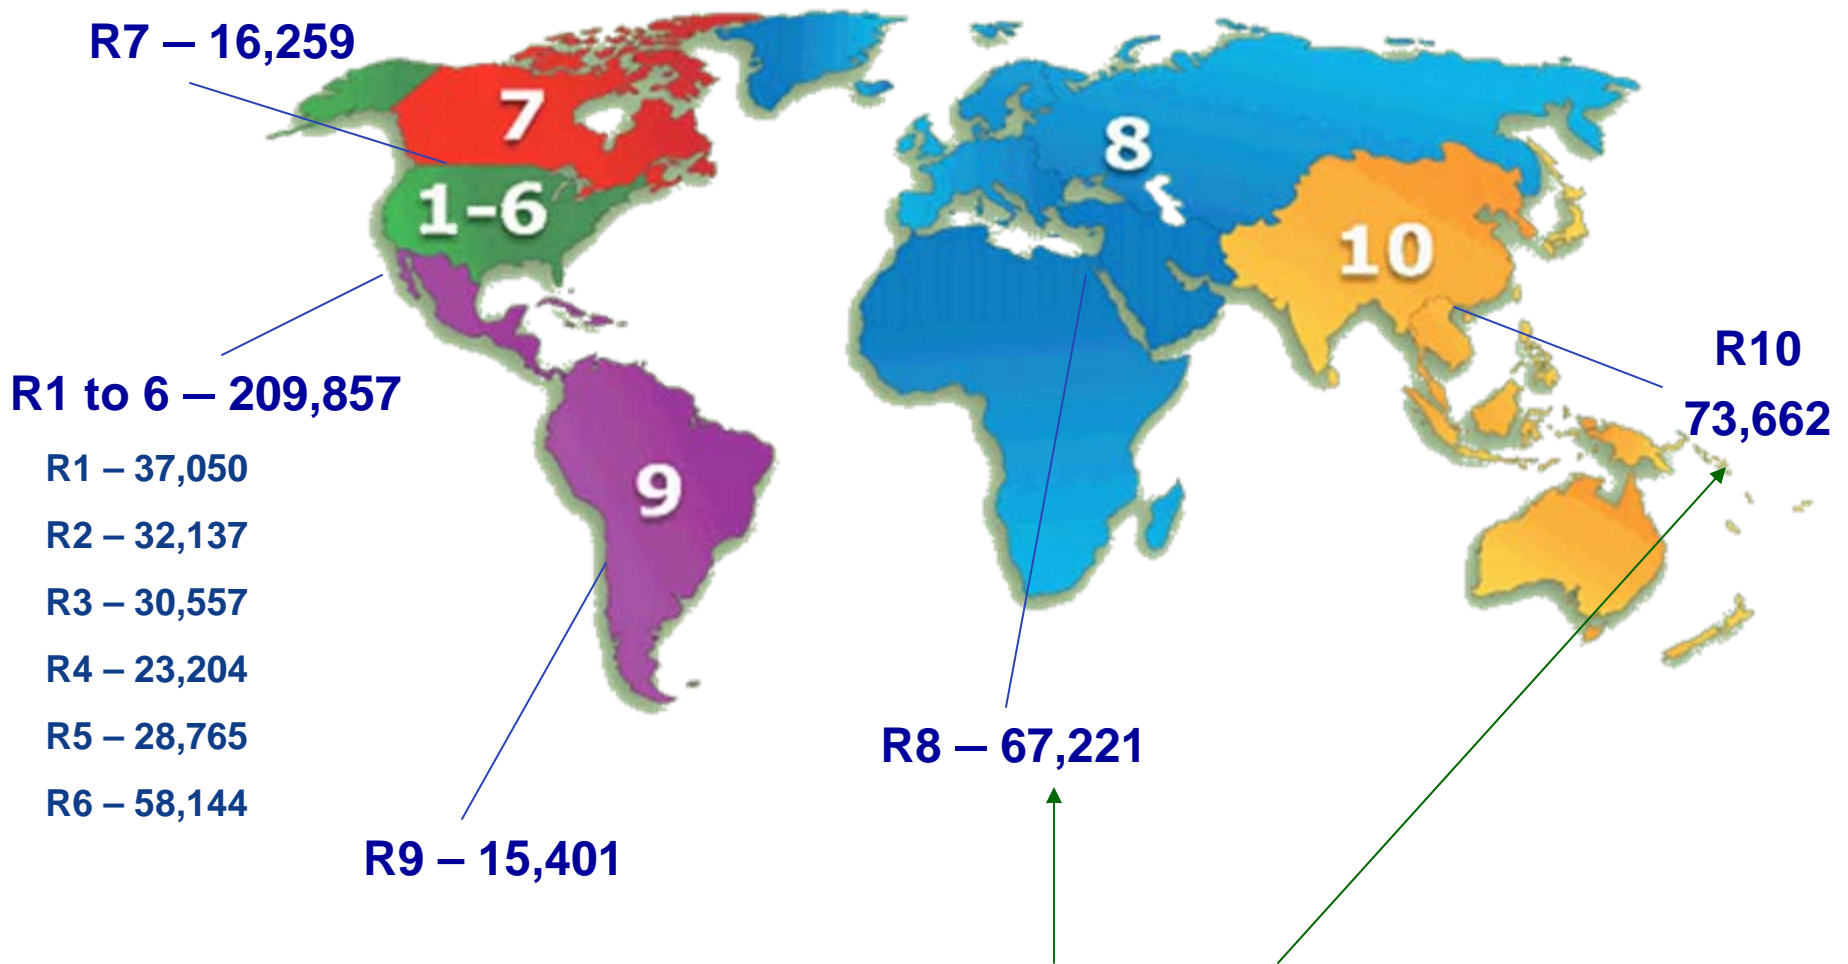 R7 – 16,259
7
8
1-6
10
R10
73,662
R1 to 6 – 209,857
R1 – 37,050
R2 – 32,137
R3 – 30,557
R4 – 23,204
R5 – 28,765
R6 – 58,144
9
R8 – 67,221
R9 – 15,401